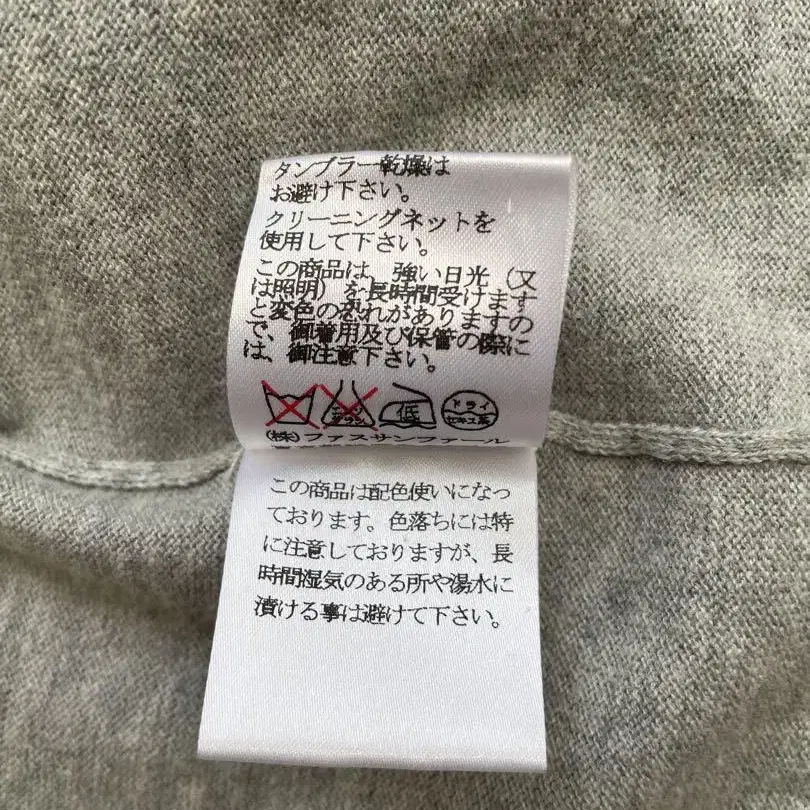 タンブラー乾燥は
お避け下さい。
クリーニングネットを
使用して下さい。
この商品は、強い日光（又
は照明）を長時間受けます
と変色の恐れがありますの
で、御着用及び保管の際に
は、御注意下さい。
低 ドライ
セキユ系
(株)ファスサンファール
この商品は配色使いになっ
ております。色落ちには特
に注意しておりますが、長
時間湿気のある所や湯水に
漬ける事は避けて下さい。